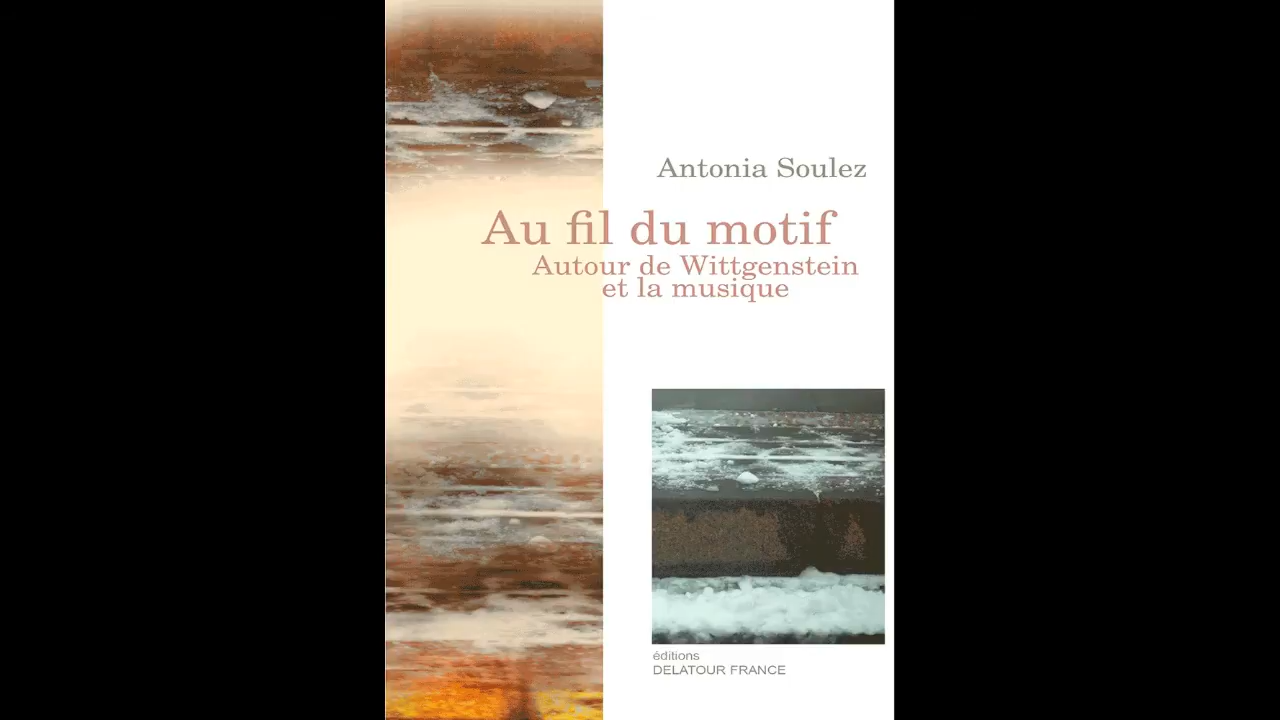 Antonia Soulez
Au fil du motif
Autour de Wittgenstein
et la musique
éditions
DELATOUR FRANCE